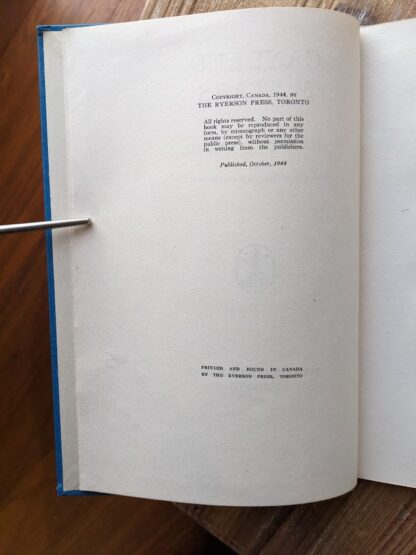 COPYRIGHT, CANADA, 1944, BY
THE RYERSON PRESS, TORONTO
All rights reserved. No part of this
book may be reproduced in any
form, by mimeograph or any other
means (except by reviewers for the
public press), without permission
in writing from the publishers.
Published, October, 1944
PRINTED AND BOUND IN CANADA
BY THE RYERSON PRESS, TORONTO